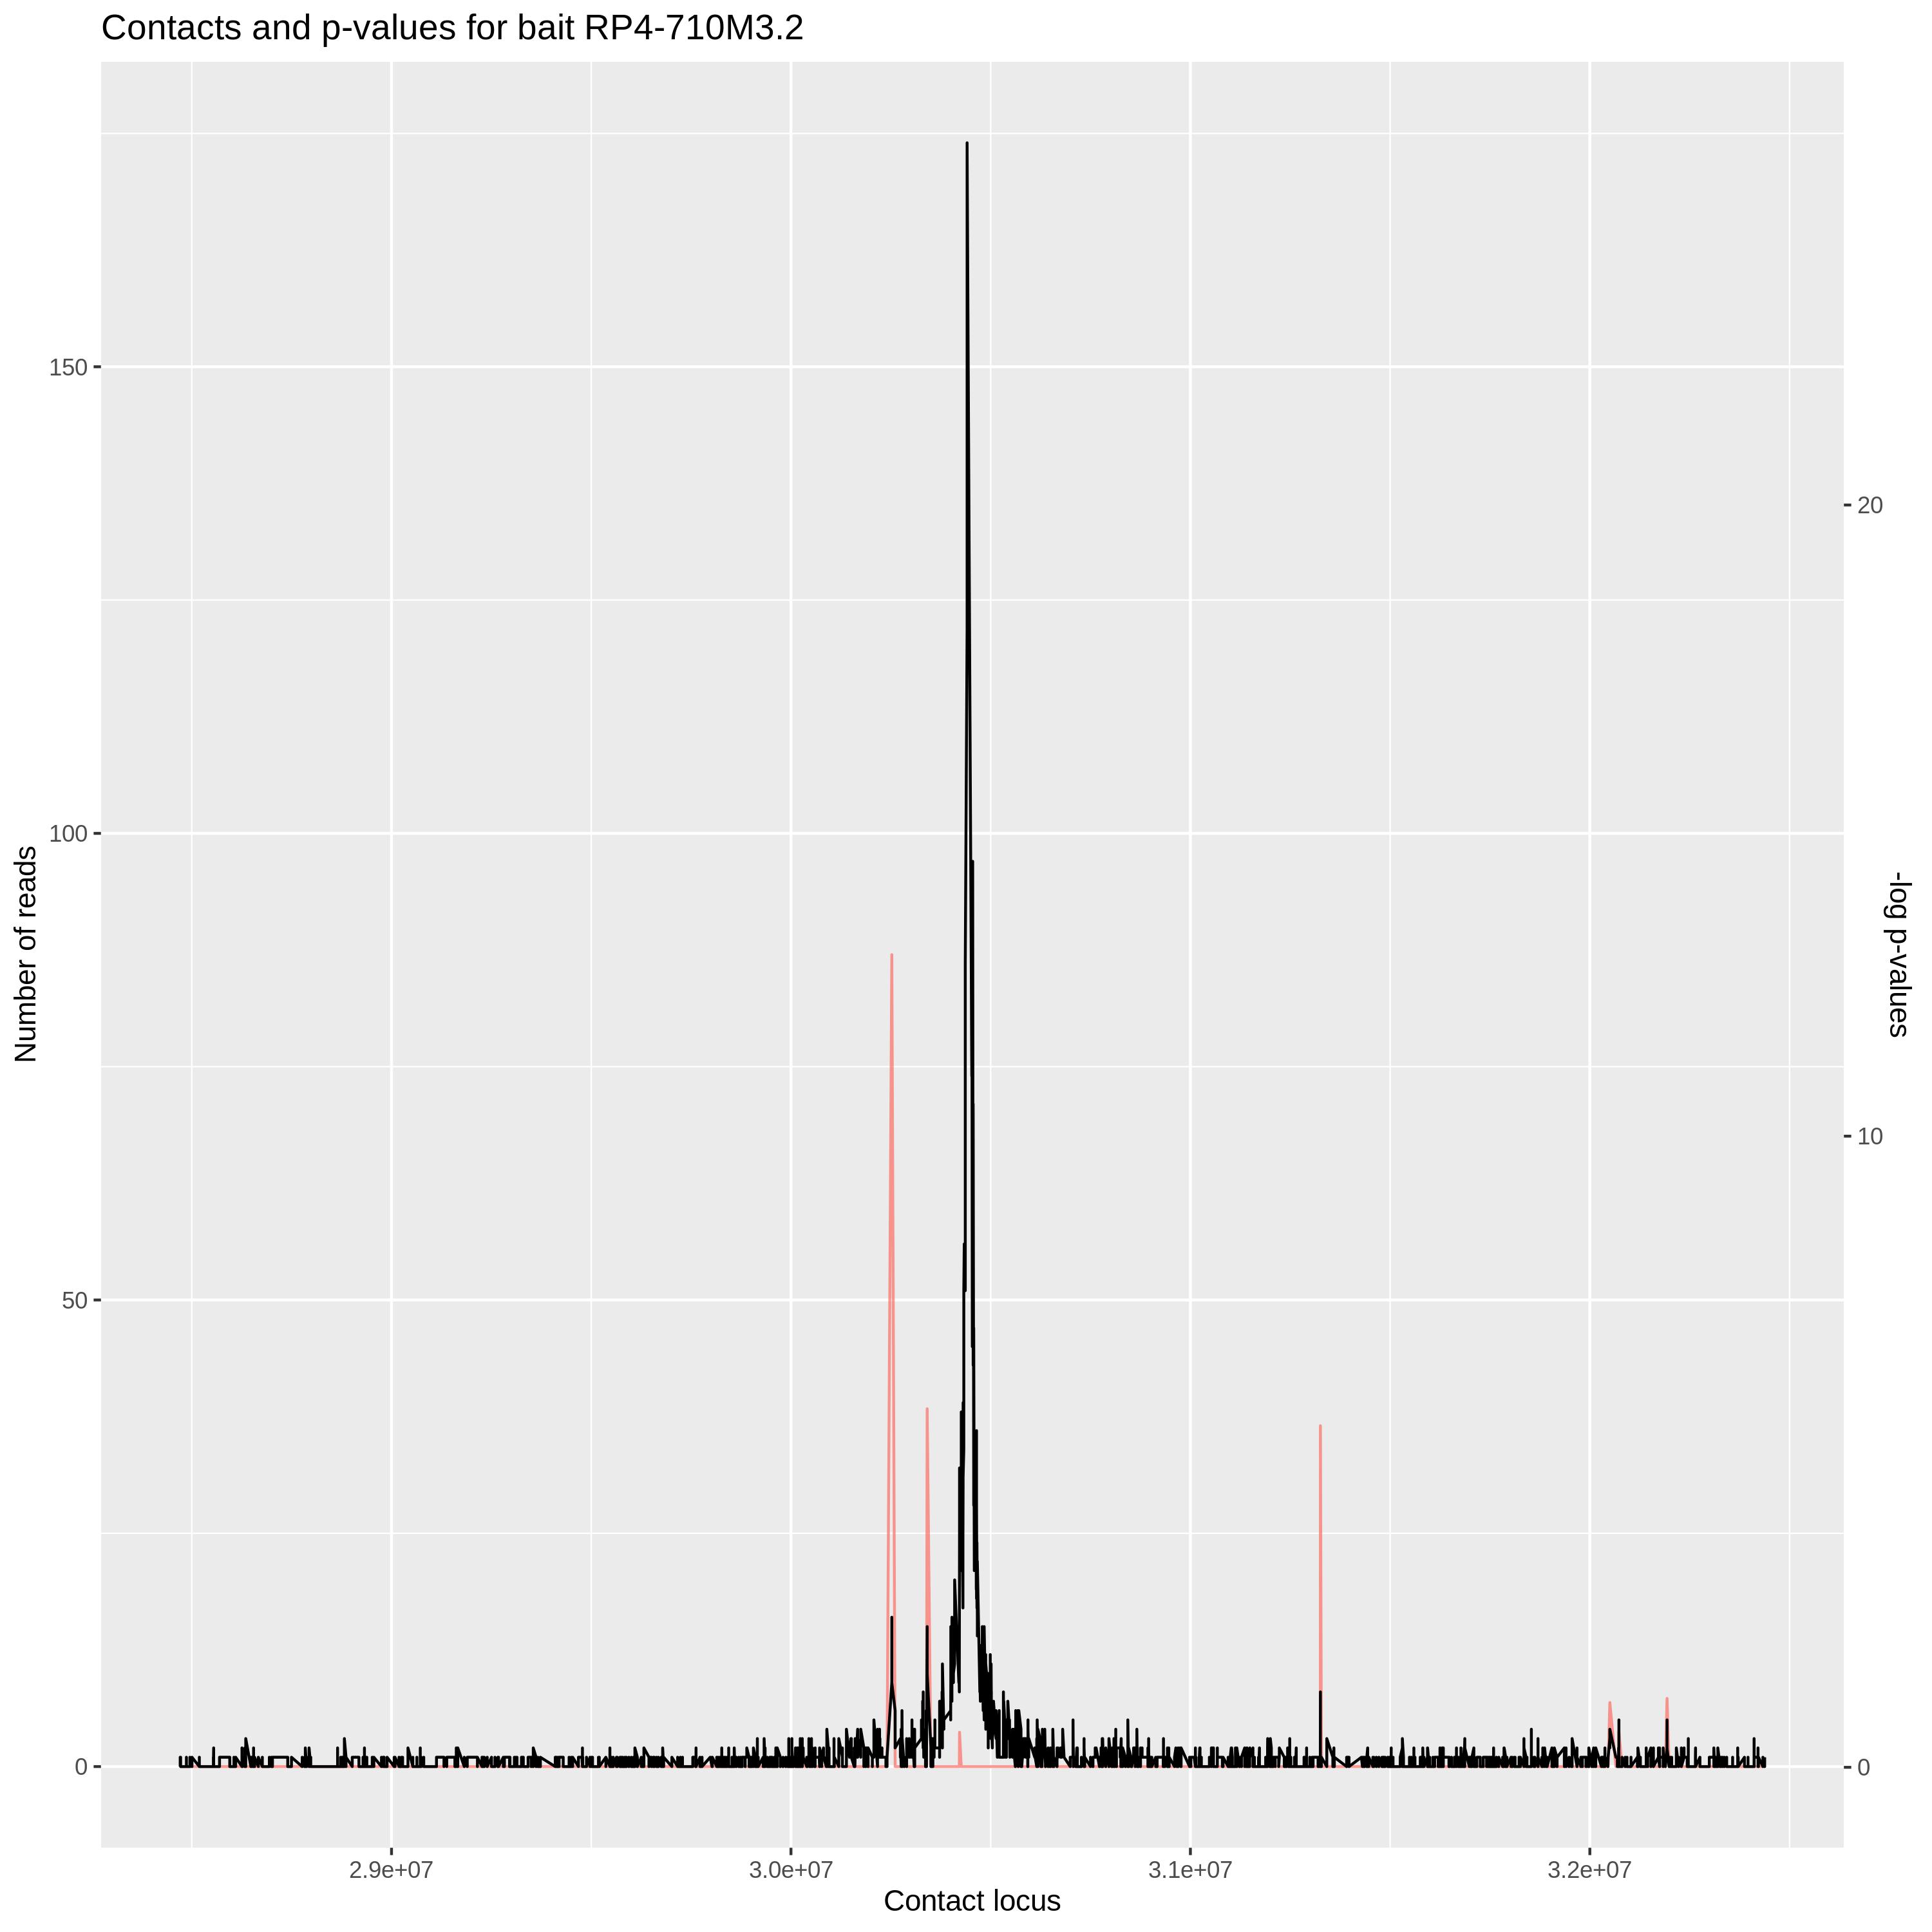 Contacts and p-values for bait RP4-710M3.2
150
100
50
0
Number of reads
20
10
0
-log p-values
2.9e+07 3.0e+07 3.1e+07 3.2e+07
Contact locus